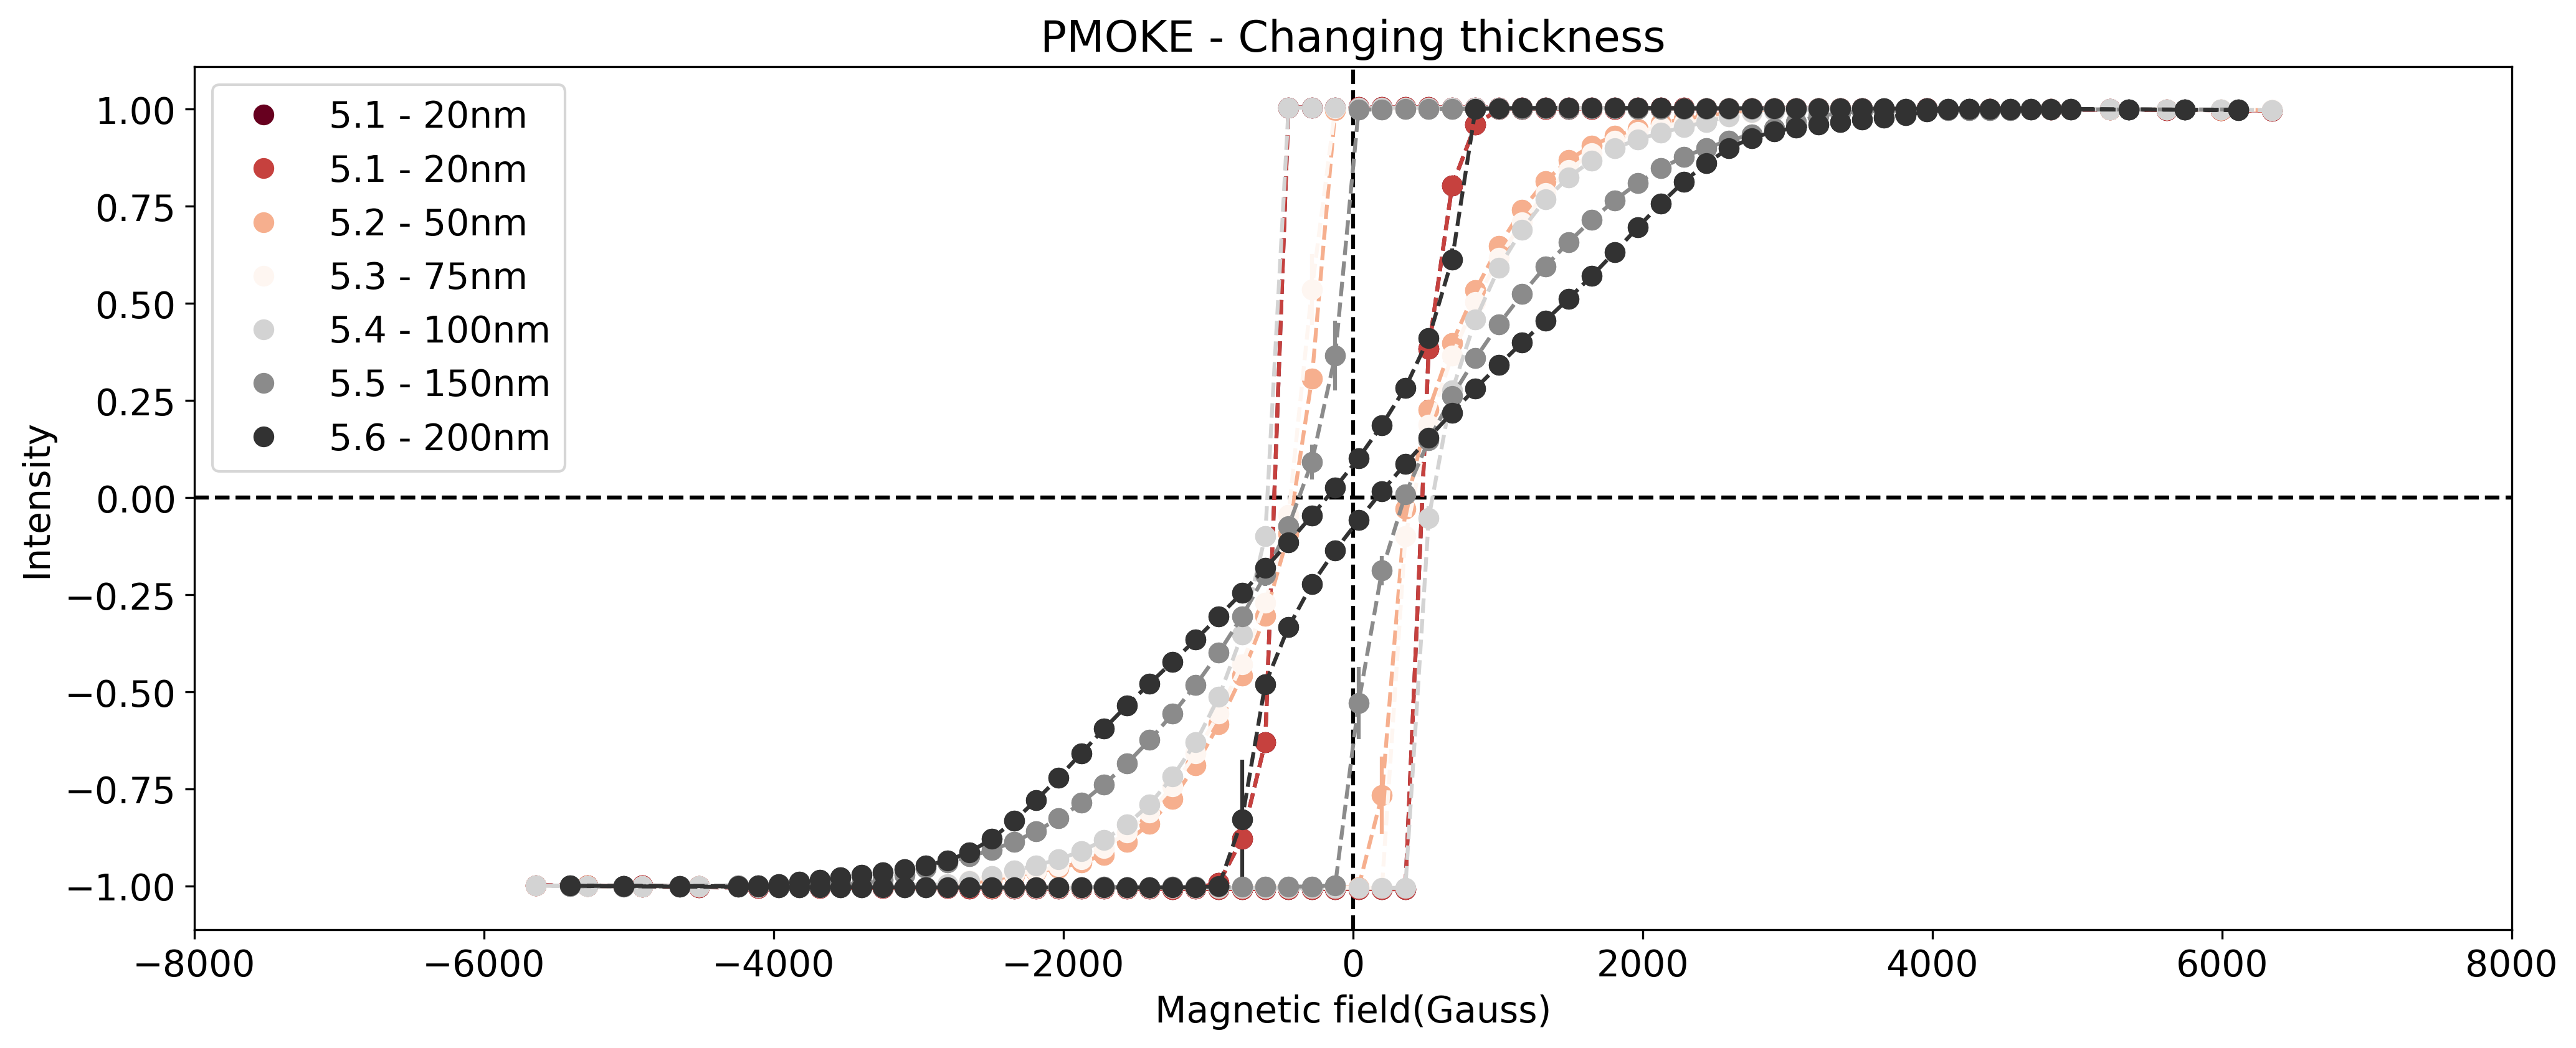 PMOKE - Changing thickness
5.1 - 20nm
5.1 - 20nm
5.2 - 50nm
5.3 - 75nm
5.4 - 100nm
5.5 - 150nm
5.6 - 200nm
Intensity
1.00
0.75
0.50
0.25
0.00
−0.25
−0.50
−0.75
−1.00
−8000 −6000 −4000 −2000 0 2000 4000 6000 8000
Magnetic field(Gauss)